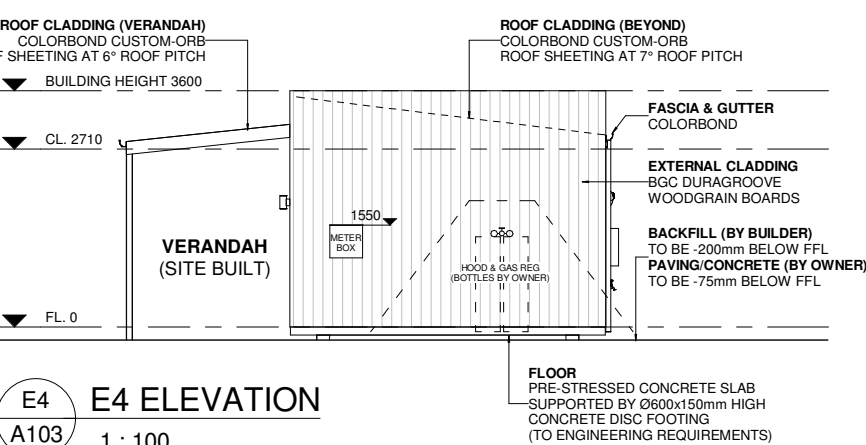 ROOF CLADDING (VERANDAH)
COLORBOND CUSTOM-ORB
SHEETING AT 6° ROOF PITCH
ROOF CLADDING (BEYOND)
COLORBOND CUSTOM-ORB
ROOF SHEETING AT 7° ROOF PITCH
BUILDING HEIGHT 3600
FASCIA & GUTTER
COLORBOND
CL. 2710
EXTERNAL CLADDING
BGC DURAGROOVE
WOODGRAIN BOARDS
1550
METER
BOX
VERANDAH
(SITE BUILT)
HOOD & GAS REG
(BOTTLES BY OWNER)
BACKFILL (BY BUILDER)
TO BE -200mm BELOW FFL
PAVING/CONCRETE (BY OWNER)
TO BE -75mm BELOW FFL
FL. 0
FLOOR
PRE-STRESSED CONCRETE SLAB
SUPPORTED BY Ø600x150mm HIGH
CONCRETE DISC FOOTING
(TO ENGINEERING REQUIREMENTS)
E4
A103
E4 ELEVATION
1 : 100